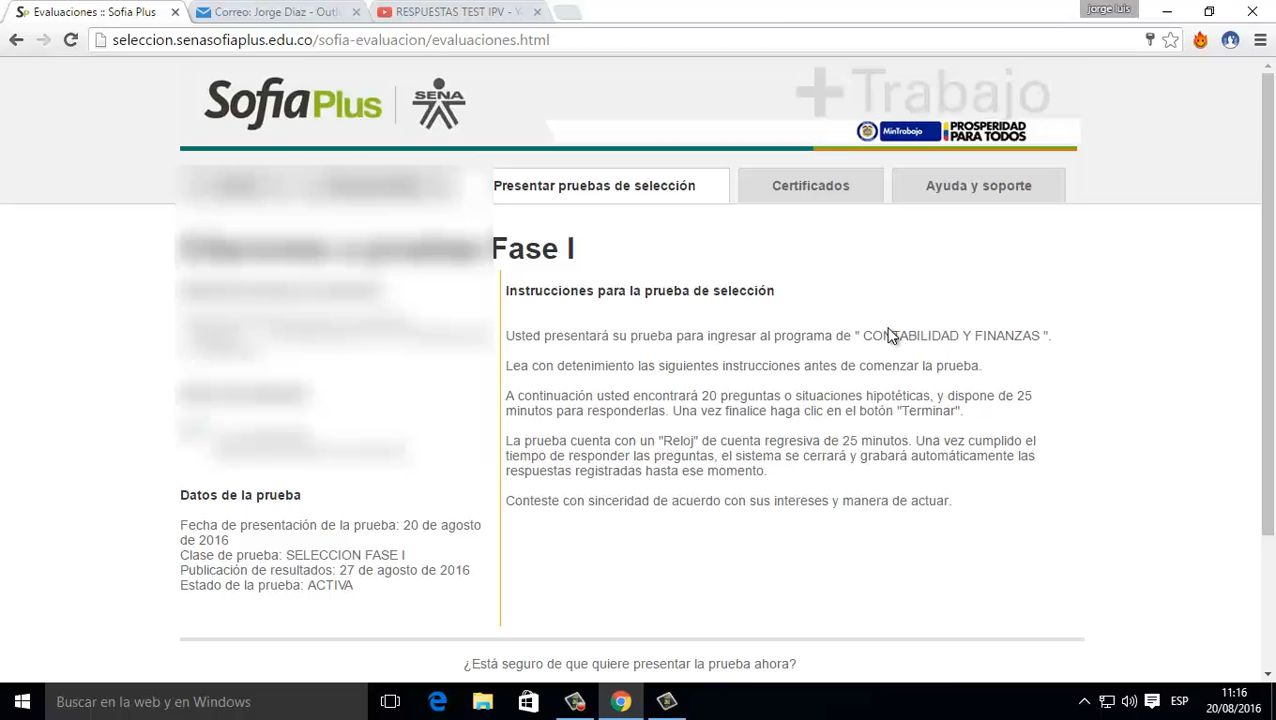 Evaluaciones :: Sofia Plus
Correo: Jorge Diaz - Outl
RESPUESTAS TEST IPV - Y
jorge luis
seleccion.senasofiaplus.edu.co/sofia-evaluacion/evaluaciones.html
SofiaPlus
SENA
+Trabajo
MinTrabajo
PROSPERIDAD
PARA TODOS
Presentar pruebas de selección
Certificados
Ayuda y soporte
Fase I
Instrucciones para la prueba de selección
Usted presentará su prueba para ingresar al programa de " CONTABILIDAD Y FINANZAS ".
Lea con detenimiento las siguientes instrucciones antes de comenzar la prueba.
A continuación usted encontrará 20 preguntas o situaciones hipotéticas, y dispone de 25
minutos para responderlas. Una vez finalice haga clic en el botón "Terminar".
La prueba cuenta con un "Reloj" de cuenta regresiva de 25 minutos. Una vez cumplido el
tiempo de responder las preguntas, el sistema se cerrará y grabará automáticamente las
respuestas registradas hasta ese momento.
Conteste con sinceridad de acuerdo con sus intereses y manera de actuar.
Datos de la prueba
Fecha de presentación de la prueba: 20 de agosto
de 2016
Clase de prueba: SELECCION FASE I
Publicación de resultados: 27 de agosto de 2016
Estado de la prueba: ACTIVA
¿Está seguro de que quiere presentar la prueba ahora?
Buscar en la web y en Windows
ESP
11:16
20/08/2016